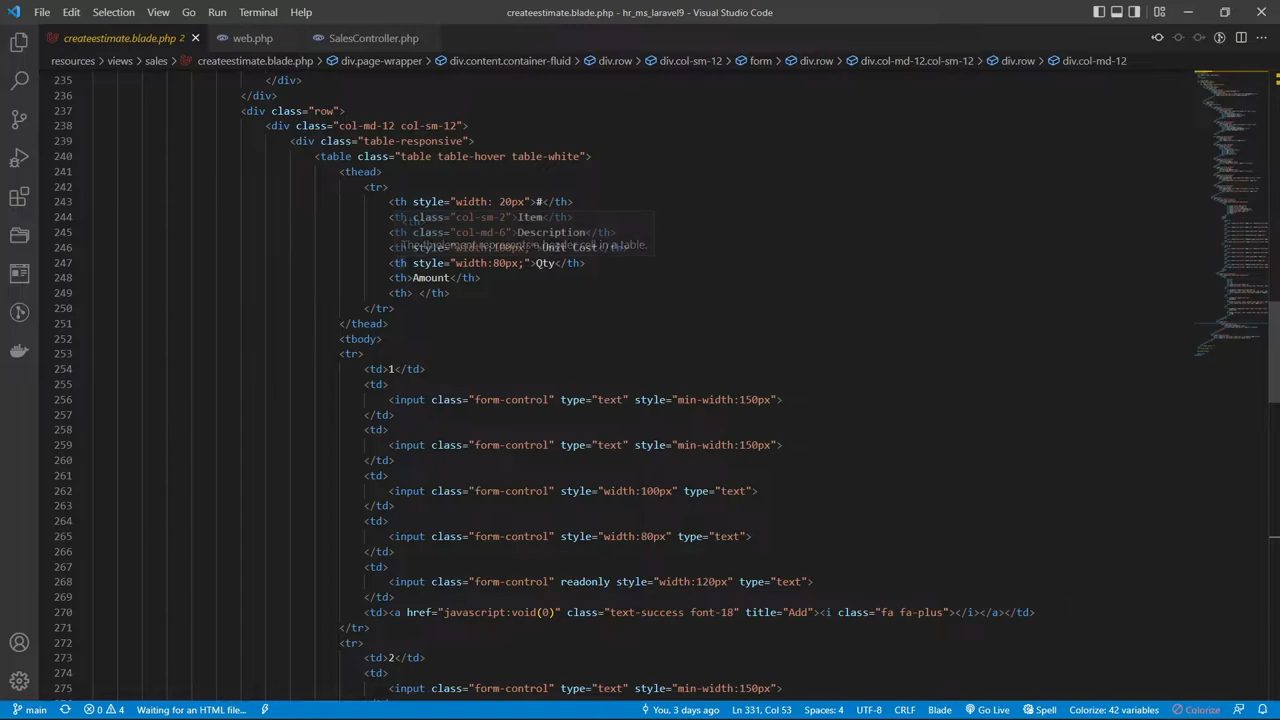 File Edit Selection View Go Run Terminal Help createestimate.blade.php - hr_ms_laravel9 - Visual Studio Code
createestimate.blade.php 2 web.php SalesController.php
resources > views > sales > createestimate.blade.php > div.page-wrapper > div.content.container-fluid > div.row > div.col-sm-12 > form > div.row > div.col-md-12.col-sm-12 > div.row > div.col-md-12
235 </div>
236 </div>
237 <div class="row">
238 <div class="col-md-12 col-sm-12">
239 <div class="table-responsive">
240 <table class="table table-hover table-white">
241 <thead>
242 <tr>
243 <th style="width: 20px">#</th>
244 <th class="col-sm-2">Item</th>
245 <th class="col-md-6">Description</th>
246 <th style="width:100px;">Unit Cost</th>
247 <th style="width:80px;">Qty</th>
248 <th>Amount</th>
249 <th> </th>
250 </tr>
251 </thead>
252 <tbody>
253 <tr>
254 <td>1</td>
255 <td>
256 <input class="form-control" type="text" style="min-width:150px">
257 </td>
258 <td>
259 <input class="form-control" type="text" style="min-width:150px">
260 </td>
261 <td>
262 <input class="form-control" style="width:100px" type="text">
263 </td>
264 <td>
265 <input class="form-control" style="width:80px" type="text">
266 </td>
267 <td>
268 <input class="form-control" readonly style="width:120px" type="text">
269 </td>
270 <td><a href="javascript:void(0)" class="text-success font-18" title="Add"><i class="fa fa-plus"></i></a></td>
271 </tr>
272 <tr>
273 <td>2</td>
274 <td>
275 <input class="form-control" type="text" style="min-width:150px">
main 0 4 Waiting for an HTML file... You, 3 days ago Ln 331, Col 53 Spaces: 4 UTF-8 CRLF Blade Go Live Spell Colorize: 42 variables Colorize